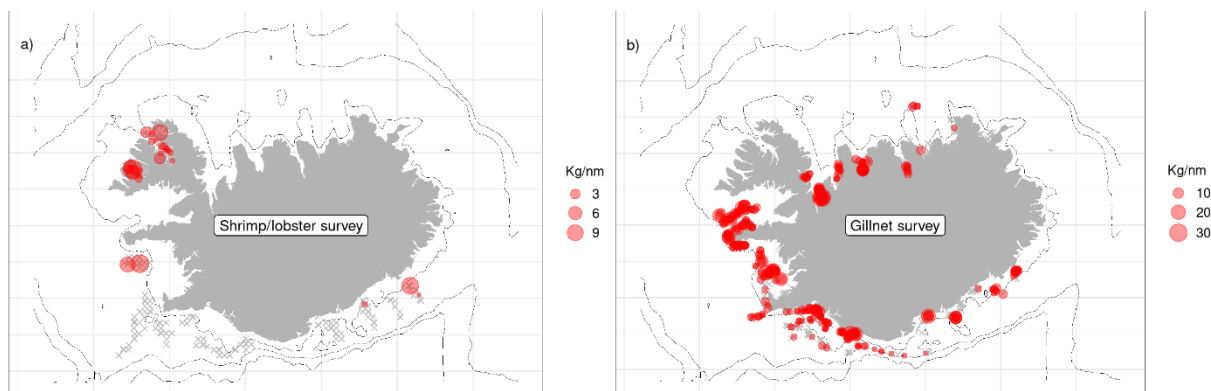 a)
Shrimp/lobster survey
Kg/nm
3
6
9
b)
Gillnet survey
Kg/nm
10
20
30